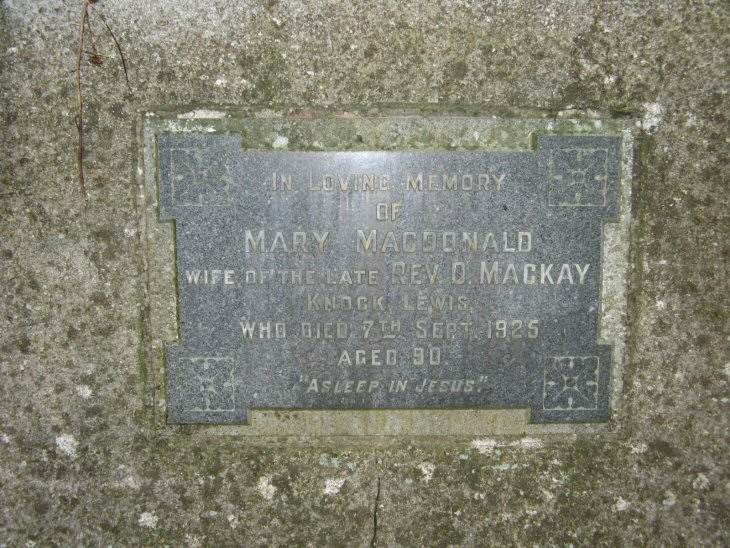 IN LOVING MEMORY
OF
MARY MACDONALD
WIFE OF THE LATE REV. D. MACKAY
KNOCK, LEWIS,
WHO DIED 7TH SEPT. 1925
AGED 90
"ASLEEP IN JESUS."